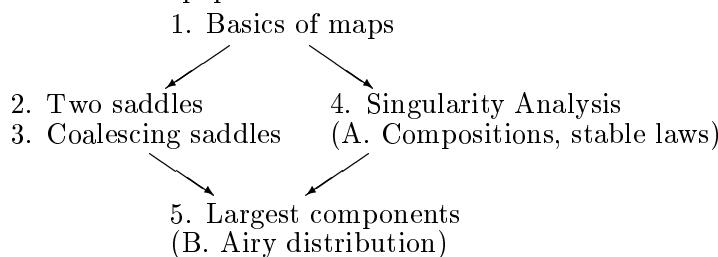 1. Basics of maps
2. Two saddles
3. Coalescing saddles
4. Singularity Analysis
(A. Compositions, stable laws)
5. Largest components
(B. Airy distribution)